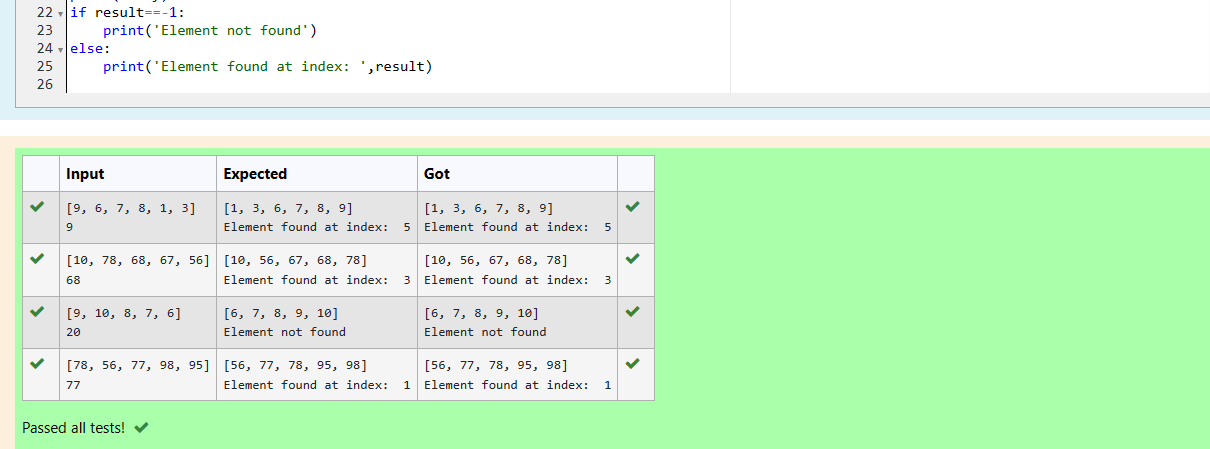 22 if result==-1:
23 print('Element not found')
24 else:
25 print('Element found at index: ',result)
26
Input Expected Got
[9, 6, 7, 8, 1, 3] [1, 3, 6, 7, 8, 9] [1, 3, 6, 7, 8, 9]
9 Element found at index:  5 Element found at index:  5
[10, 78, 68, 67, 56] [10, 56, 67, 68, 78] [10, 56, 67, 68, 78]
68 Element found at index:  3 Element found at index:  3
[9, 10, 8, 7, 6] [6, 7, 8, 9, 10] [6, 7, 8, 9, 10]
20 Element not found Element not found
[78, 56, 77, 98, 95] [56, 77, 78, 95, 98] [56, 77, 78, 95, 98]
77 Element found at index:  1 Element found at index:  1
Passed all tests!